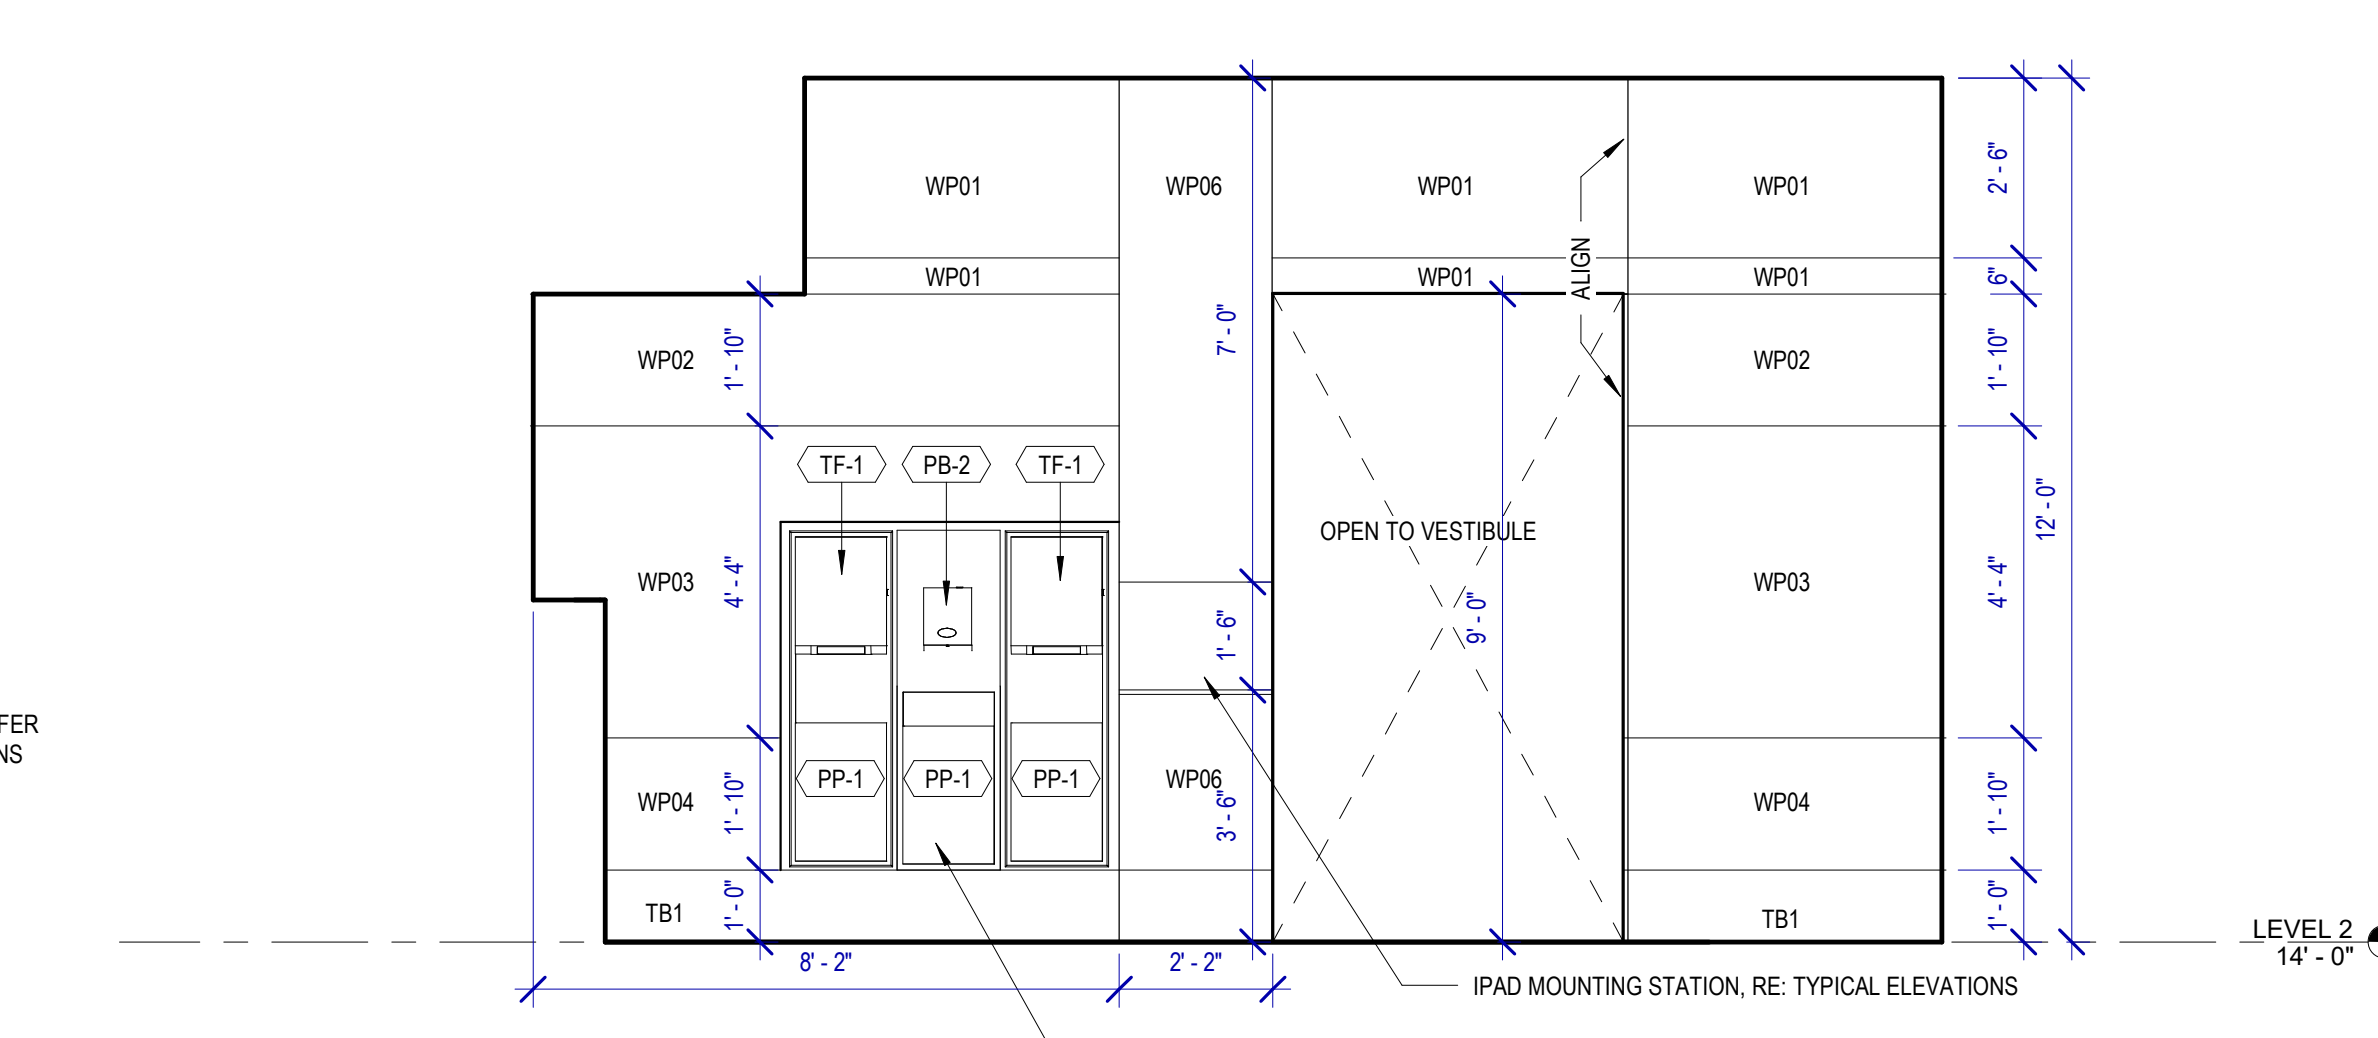 WP01
WP06
WP01
WP01
2' - 6"
WP01
WP01
WP01
6"
ALIGN
WP02
1' - 10"
7' - 0"
WP02
1' - 10"
TF-1
PB-2
TF-1
12' - 0"
OPEN TO VESTIBULE
WP03
4' - 4"
1' - 6"
9' - 0"
WP03
4' - 4"
FER
NS
PP-1
PP-1
PP-1
WP06
WP04
1' - 10"
3' - 6"
WP04
1' - 10"
TB1
1' - 0"
TB1
1' - 0"
LEVEL 2
14' - 0"
8' - 2"
2' - 2"
IPAD MOUNTING STATION, RE: TYPICAL ELEVATIONS